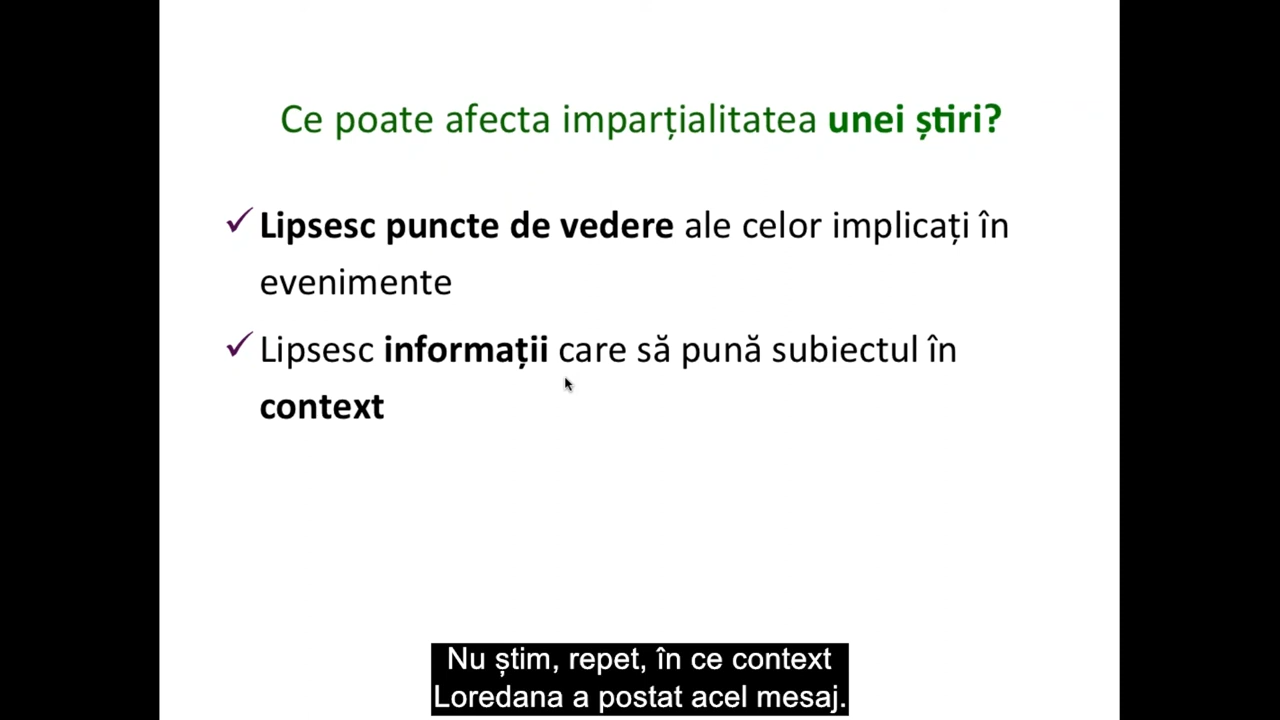 Ce poate afecta imparțialitatea unei știri?
✓ Lipsesc puncte de vedere ale celor implicați în
evenimente
✓ Lipsesc informații care să pună subiectul în
context
Nu știm, repet, în ce context
Loredana a postat acel mesaj.